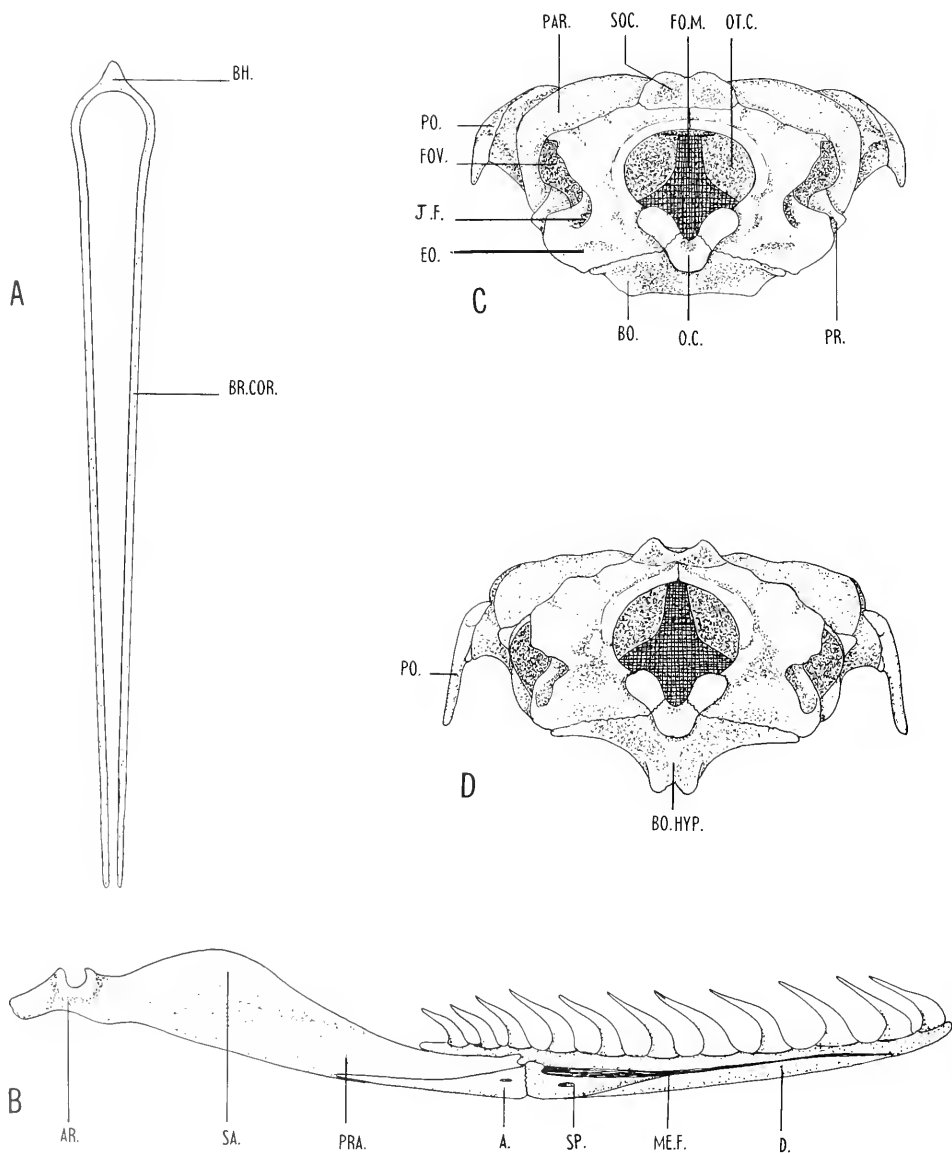 BH.
BR.COR.
A
PAR. SOC. FO.M. OT.C.
PO.
FOV.
J.F.
EO.
C
BO. O.C. PR.
PO.
D
BO.HYP.
B
AR. SA. PRA. A. SP. ME.F. D.